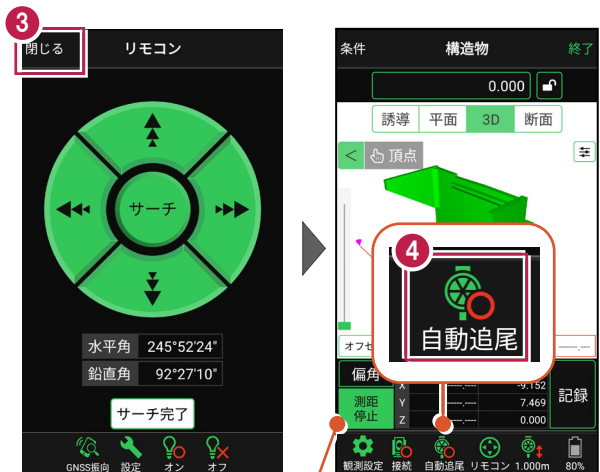 3
閉じる
リモコン
サーチ
水平角 245°52'24"
鉛直角 92°27'10"
サーチ完了
GNSS振向 設定 オン オフ
条件 構造物 終了
0.000
誘導 平面 3D 断面
< 頂点
4
自動追尾
オフセ
偏角
X -----.--- -9.152
測距
停止
Y -----.--- 7.469
Z -----.--- 0.000
記録
観測設定 接続 自動追尾 リモコン 1.000m 80%